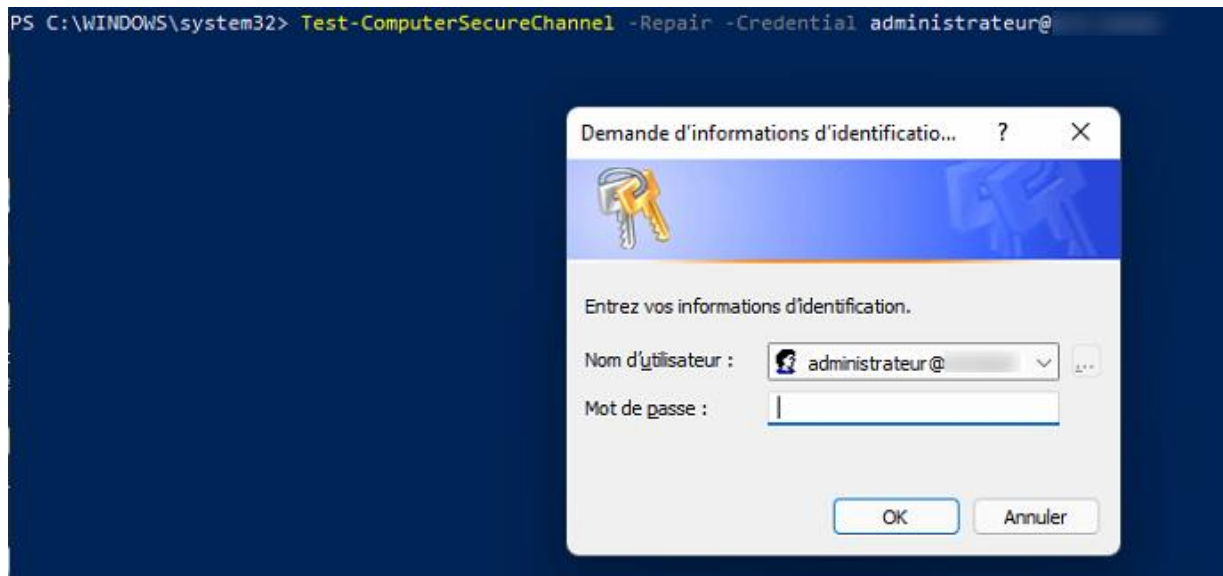 PS C:\WINDOWS\system32> Test-ComputerSecureChannel -Repair -Credential administrateur@
Demande d'informations d'identificatio... ?
Entrez vos informations d'identification.
Nom d'utilisateur : administrateur@ ...
Mot de passe :
OK Annuler